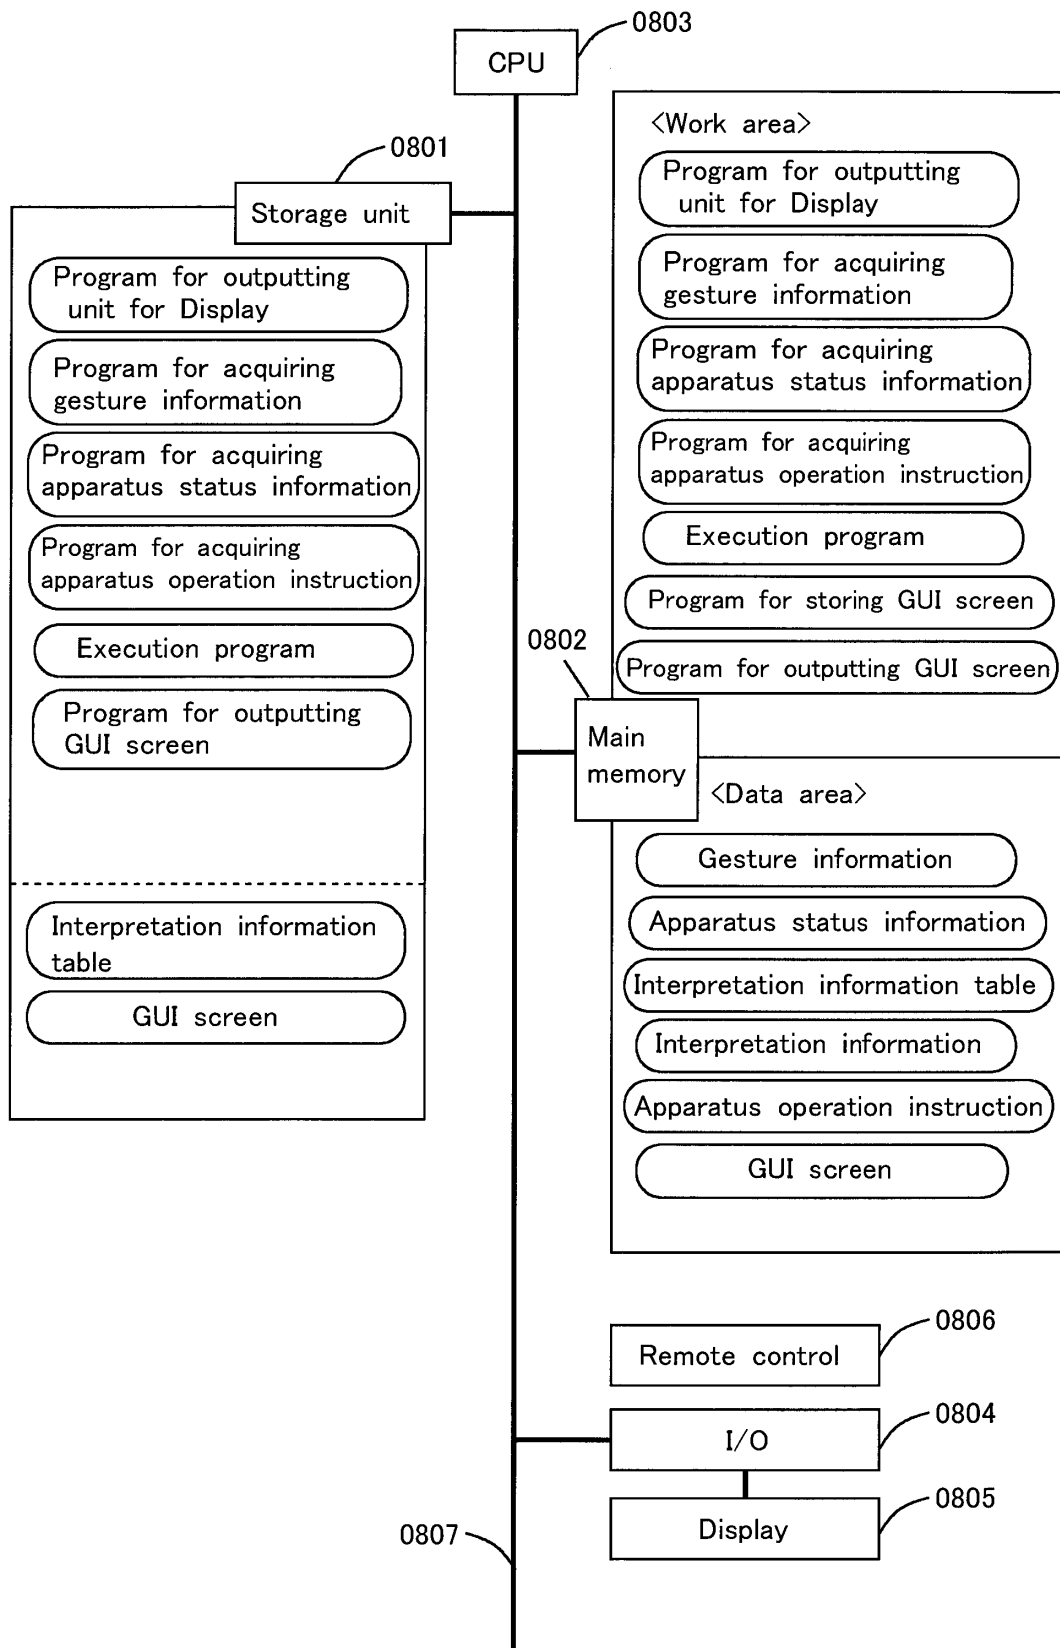 0803
CPU
0801
Storage unit
Program for outputting
unit for Display
Program for acquiring
gesture information
Program for acquiring
apparatus status information
Program for acquiring
apparatus operation instruction
Execution program
Program for outputting
GUI screen
Interpretation information
table
GUI screen
<Work area>
Program for outputting
unit for Display
Program for acquiring
gesture information
Program for acquiring
apparatus status information
Program for acquiring
apparatus operation instruction
Execution program
Program for storing GUI screen
Program for outputting GUI screen
0802
Main
memory
<Data area>
Gesture information
Apparatus status information
Interpretation information table
Interpretation information
Apparatus operation instruction
GUI screen
0806
Remote control
0804
I/O
0805
Display
0807